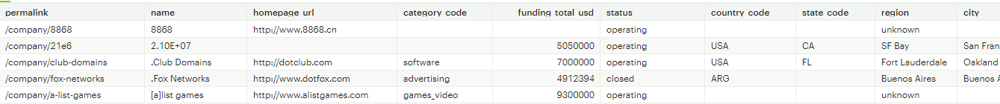 permalink name homepage url category code funding total usd status country code state code region city
/company/8868 8868 http://www.8868.cn operating unknown
/company/21e6 2.10E+07 5050000 operating USA CA SF Bay San Fran
/company/club-domains .Club Domains http://dotclub.com software 7000000 operating USA FL Fort Lauderdale Oakland
/company/fox-networks .Fox Networks http://www.dotfox.com advertising 4912394 closed ARG Buenos Aires Buenos A
/company/a-list-games [a]list games http://www.alistgames.com games_video 9300000 operating unknown